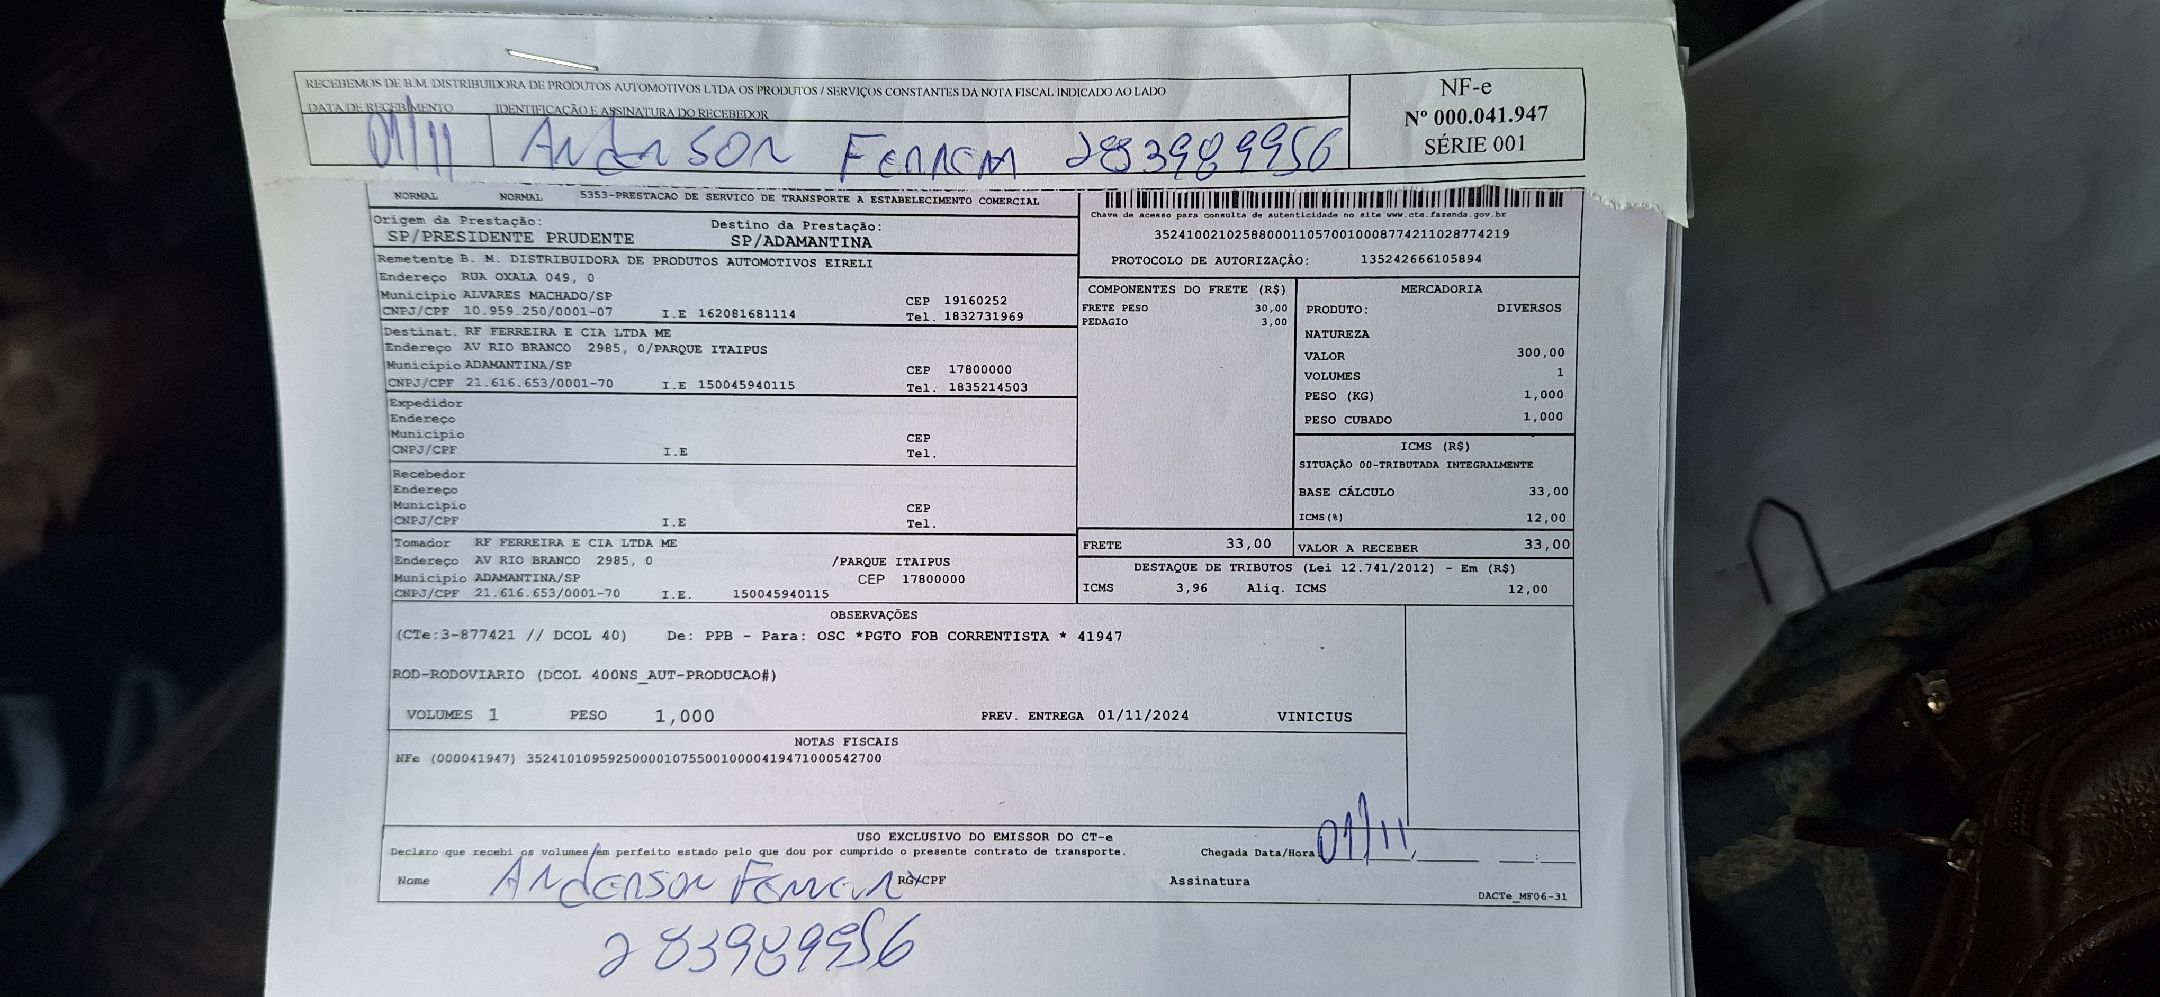 RECEBEMOS DE B.M. DISTRIBUIDORA DE PRODUTOS AUTOMOTIVOS LTDA OS PRODUTOS / SERVIÇOS CONSTANTES DA NOTA FISCAL INDICADO AO LADO
DATA DE RECEBIMENTO IDENTIFICAÇÃO E ASSINATURA DO RECEBEDOR
01/11 Anderson Ferreira 283989956
NF-e
Nº 000.041.947
SÉRIE 001
NORMAL NORMAL 5353-PRESTACAO DE SERVICO DE TRANSPORTE A ESTABELECIMENTO COMERCIAL
Origem da Prestação: Destino da Prestação:
SP/PRESIDENTE PRUDENTE SP/ADAMANTINA
Chave de acesso para consulta de autenticidade no site www.cte.fazenda.gov.br
35241002102588000110570010008774211028774219
PROTOCOLO DE AUTORIZAÇÃO: 135242666105894
Remetente B. M. DISTRIBUIDORA DE PRODUTOS AUTOMOTIVOS EIRELI
Endereço RUA OXALA 049, 0
Município ALVARES MACHADO/SP CEP 19160252
CNPJ/CPF 10.959.250/0001-07 I.E 162081681114 Tel. 1832731969
Destinat. RF FERREIRA E CIA LTDA ME
Endereço AV RIO BRANCO 2985, 0/PARQUE ITAIPUS
Município ADAMANTINA/SP CEP 17800000
CNPJ/CPF 21.616.653/0001-70 I.E 150045940115 Tel. 1835214503
Expedidor
Endereço
Município CEP
CNPJ/CPF I.E Tel.
Recebedor
Endereço
Município CEP
CNPJ/CPF I.E Tel.
Tomador RF FERREIRA E CIA LTDA ME
Endereço AV RIO BRANCO 2985, 0 /PARQUE ITAIPUS
Município ADAMANTINA/SP CEP 17800000
CNPJ/CPF 21.616.653/0001-70 I.E. 150045940115
COMPONENTES DO FRETE (R$)
FRETE PESO 30,00
PEDAGIO 3,00
MERCADORIA
PRODUTO: DIVERSOS
NATUREZA
VALOR 300,00
VOLUMES 1
PESO (KG) 1,000
PESO CUBADO 1,000
ICMS (R$)
SITUAÇÃO 00-TRIBUTADA INTEGRALMENTE
BASE CÁLCULO 33,00
ICMS(%) 12,00
FRETE 33,00 VALOR A RECEBER 33,00
DESTAQUE DE TRIBUTOS (Lei 12.741/2012) - Em (R$)
ICMS 3,96 Aliq. ICMS 12,00
OBSERVAÇÕES
(CTe:3-877421 // DCOL 40) De: PPB - Para: OSC *PGTO FOB CORRENTISTA * 41947
ROD-RODOVIARIO (DCOL 400NS_AUT-PRODUCAO#)
VOLUMES 1 PESO 1,000 PREV. ENTREGA 01/11/2024 VINICIUS
NOTAS FISCAIS
NFe (000041947) 35241010959250000107550010000419471000542700
USO EXCLUSIVO DO EMISSOR DO CT-e
Declaro que recebi os volumes em perfeito estado pelo que dou por cumprido o presente contrato de transporte. Chegada Data/Hora 01/11
Nome Anderson Ferreira RG/CPF Assinatura
DACTe_MF06-31
283989956